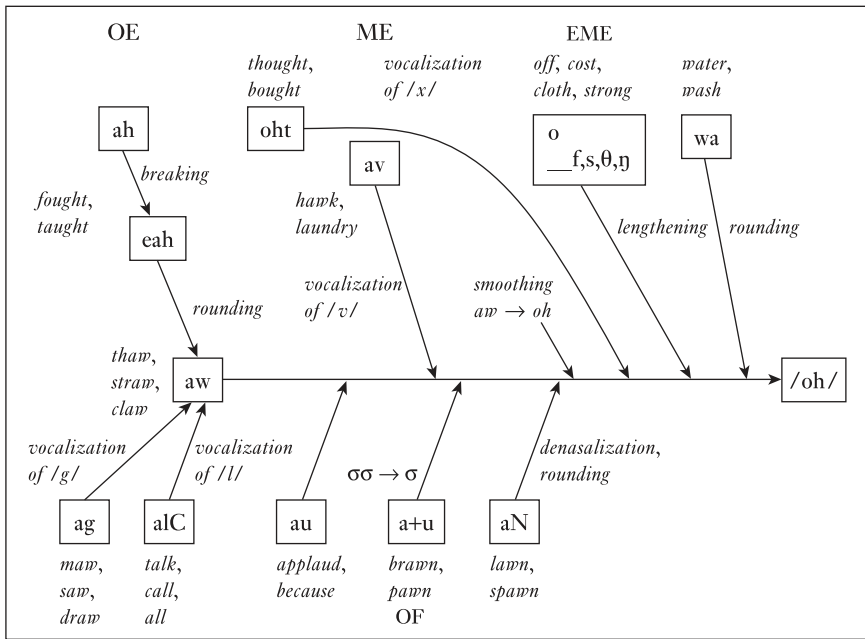 OE
ME
EME
thought,
bought
vocalization
of /x/
off, cost,
cloth, strong
water,
wash
ah
oht
o
__f,s,θ,ŋ
wa
breaking
av
fought,
taught
eah
hawk,
laundry
lengthening
rounding
rounding
vocalization
of /v/
smoothing
aw → oh
thaw,
straw,
claw
aw
/oh/
vocalization
of /g/
vocalization
of /l/
σσ → σ
denasalization,
rounding
ag
alC
au
a+u
aN
maw,
saw,
draw
talk,
call,
all
applaud,
because
brawn,
pawn
lawn,
spawn
OF